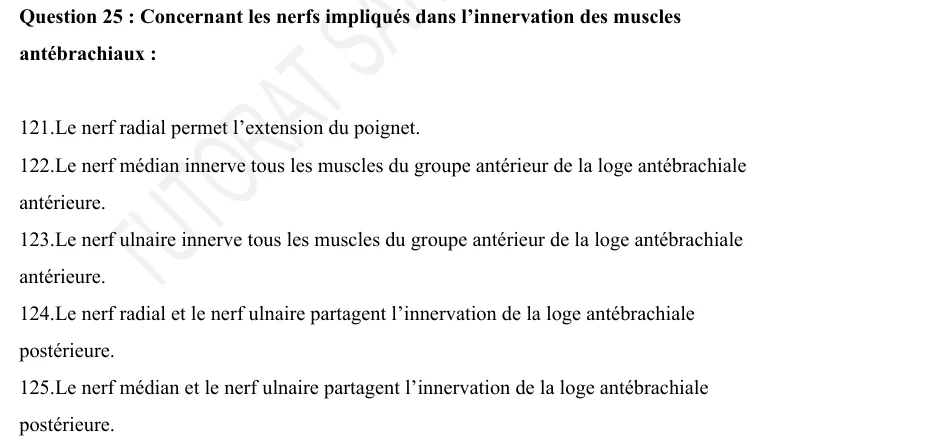 Question 25 : Concernant les nerfs impliqués dans l’innervation des muscles
antébrachiaux :
121.Le nerf radial permet l’extension du poignet.
122.Le nerf médian innerve tous les muscles du groupe antérieur de la loge antébrachiale
antérieure.
123.Le nerf ulnaire innerve tous les muscles du groupe antérieur de la loge antébrachiale
antérieure.
124.Le nerf radial et le nerf ulnaire partagent l’innervation de la loge antébrachiale
postérieure.
125.Le nerf médian et le nerf ulnaire partagent l’innervation de la loge antébrachiale
postérieure.
TUTORAT